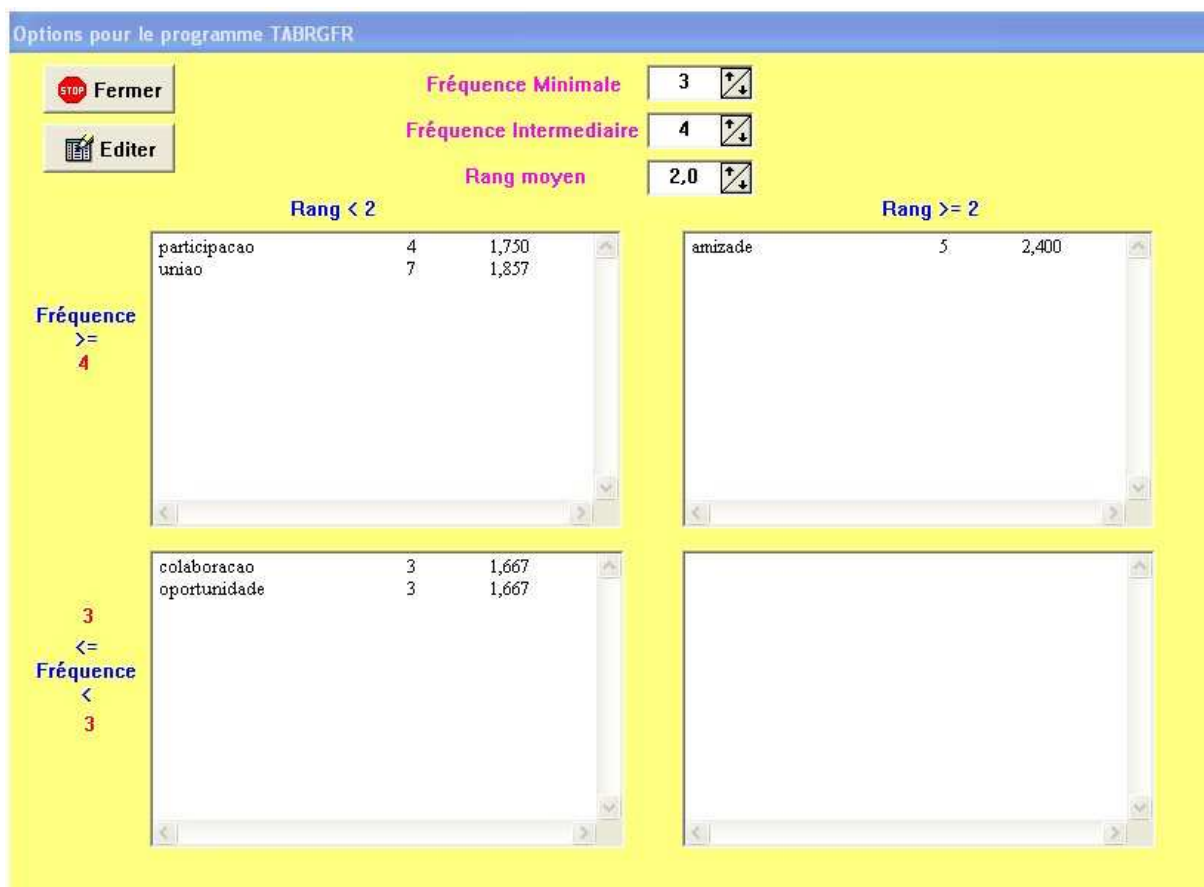 Options pour le programme TABRGFR
STOP Fermer
Fréquence Minimale 3
Editer
Fréquence Intermediaire 4
Rang moyen 2,0
Rang < 2 Rang >= 2
participacao 4 1,750
uniao 7 1,857
amizade 5 2,400
Fréquence
>=
4
colaboracao 3 1,667
oportunidade 3 1,667
3
<=
Fréquence
<
3